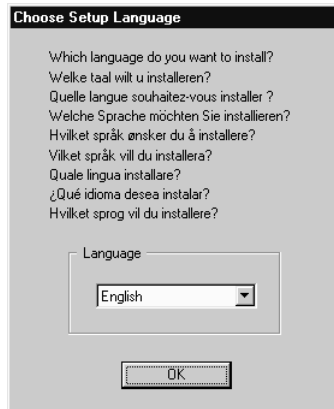 Choose Setup Language
Which language do you want to install?
Welke taal wilt u installeren?
Quelle langue souhaitez-vous installer ?
Welche Sprache möchten Sie installieren?
Hvilket språk ønsker du å installere?
Vilket språk vill du installera?
Quale lingua installare?
¿Qué idioma desea instalar?
Hvilket sprog vil du installere?
Language
English
OK